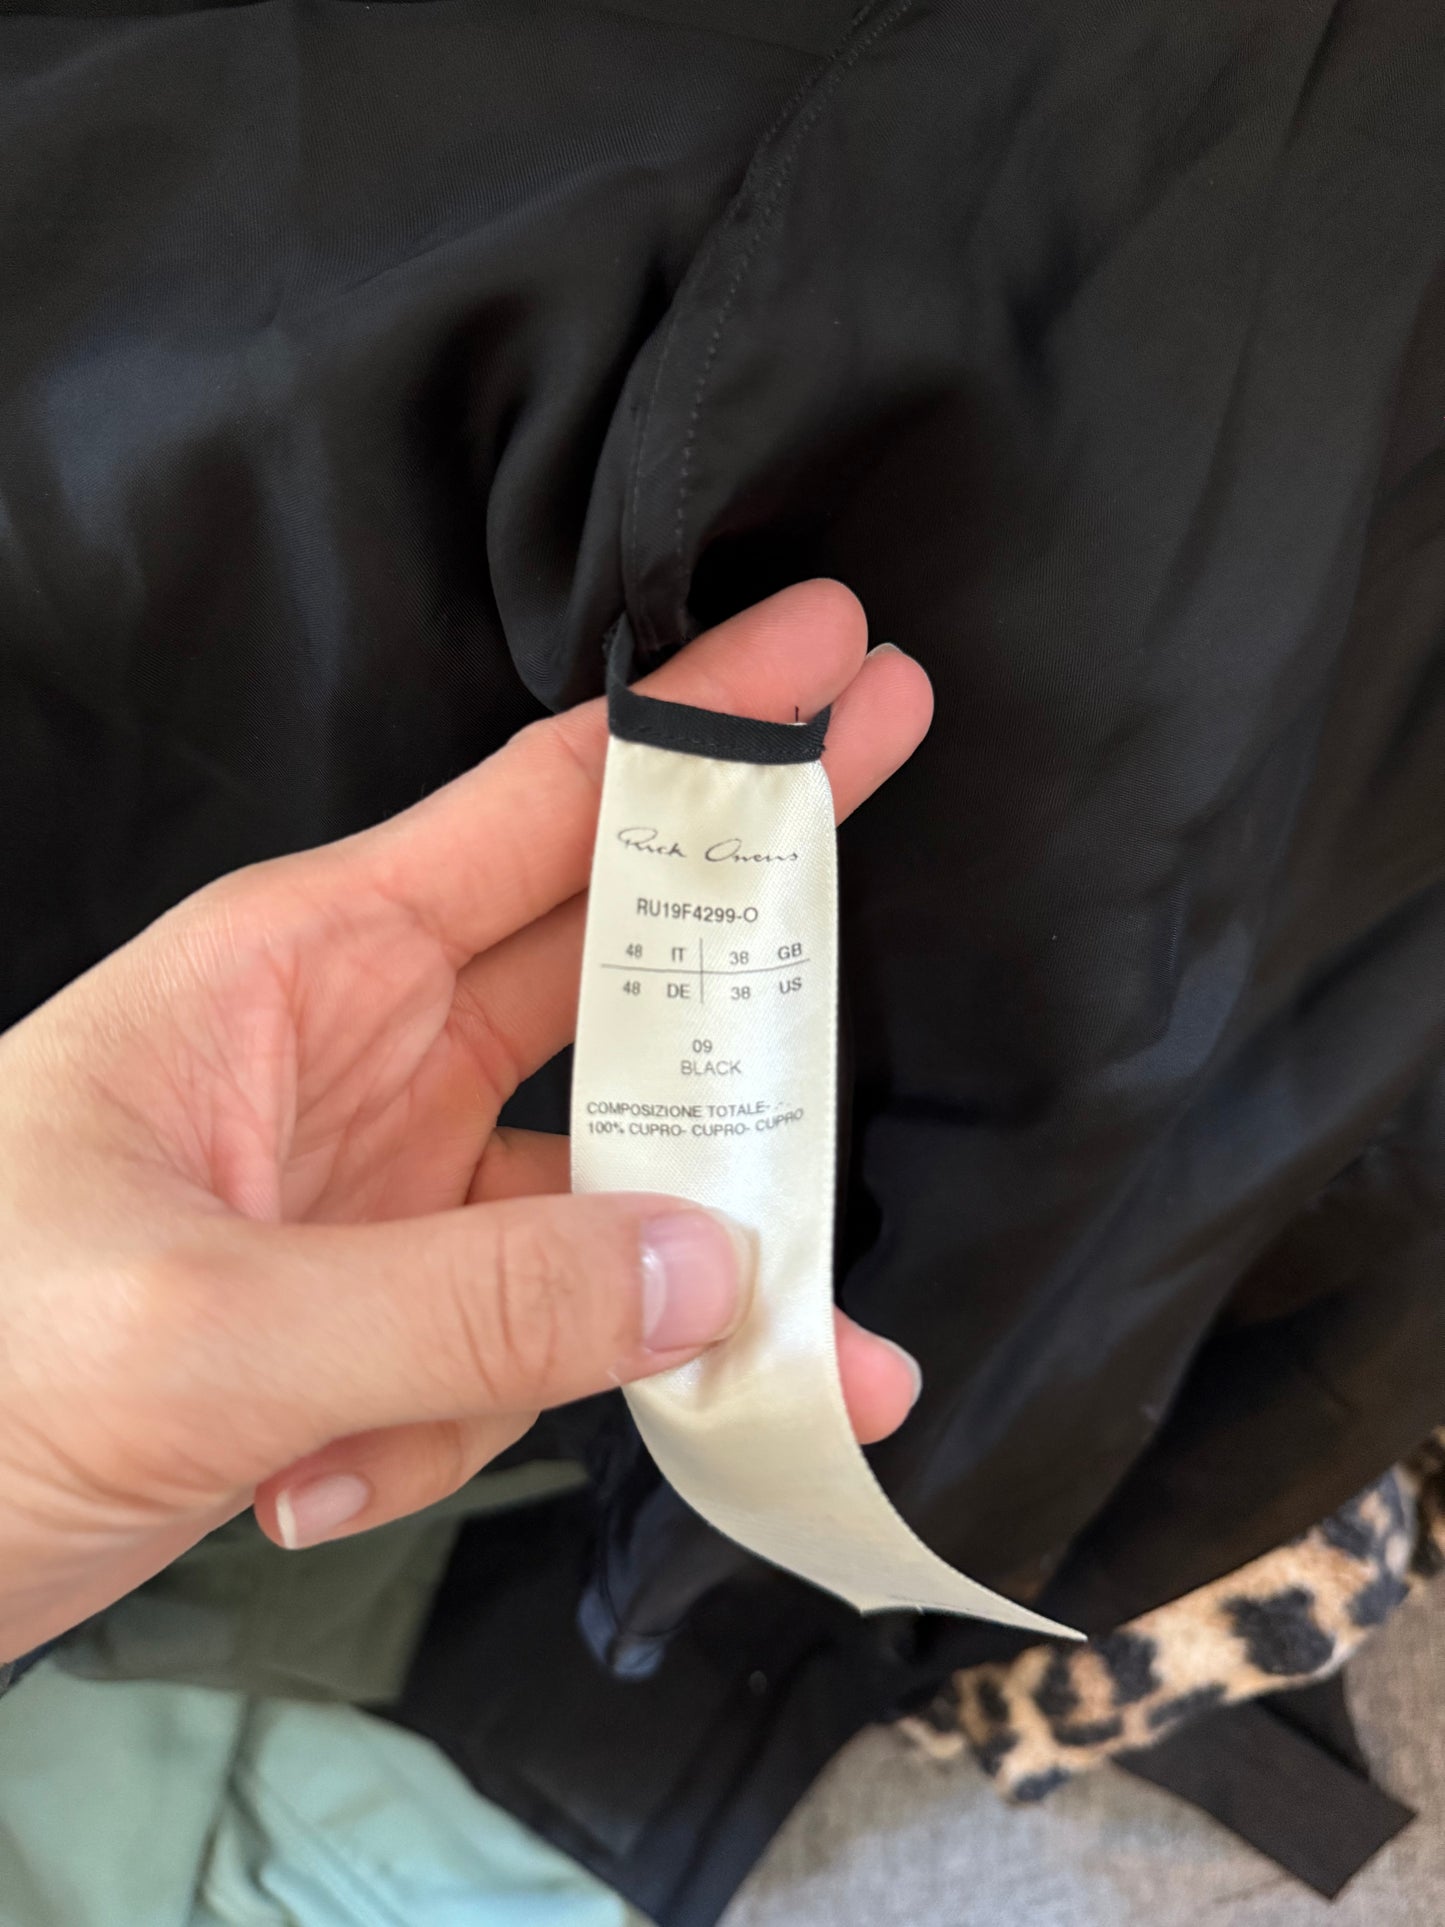 Rick Owens
RU19F4299-O
48 IT 38 GB
48 DE 38 US
09
BLACK
COMPOSIZIONE TOTALE- - -
100% CUPRO- CUPRO- CUPRO